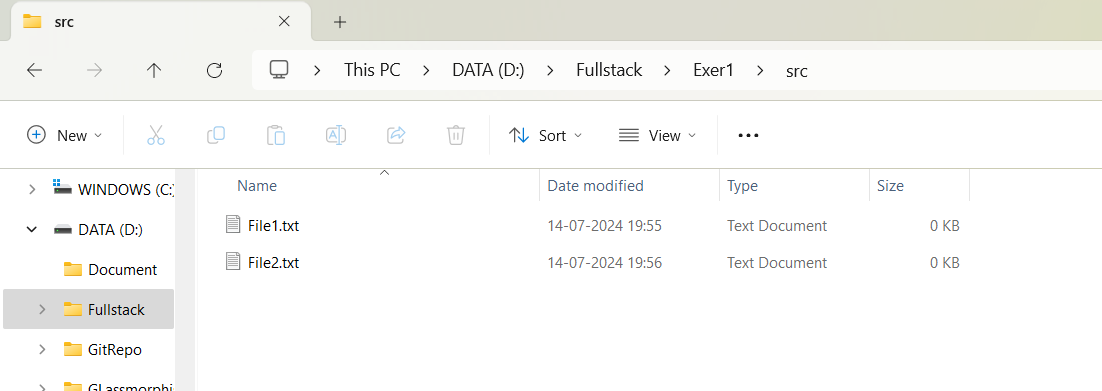 src
This PC > DATA (D:) > Fullstack > Exer1 > src
New Sort View
WINDOWS (C:)
DATA (D:)
Document
Fullstack
GitRepo
GLassmorphi
Name Date modified Type Size
File1.txt 14-07-2024 19:55 Text Document 0 KB
File2.txt 14-07-2024 19:56 Text Document 0 KB